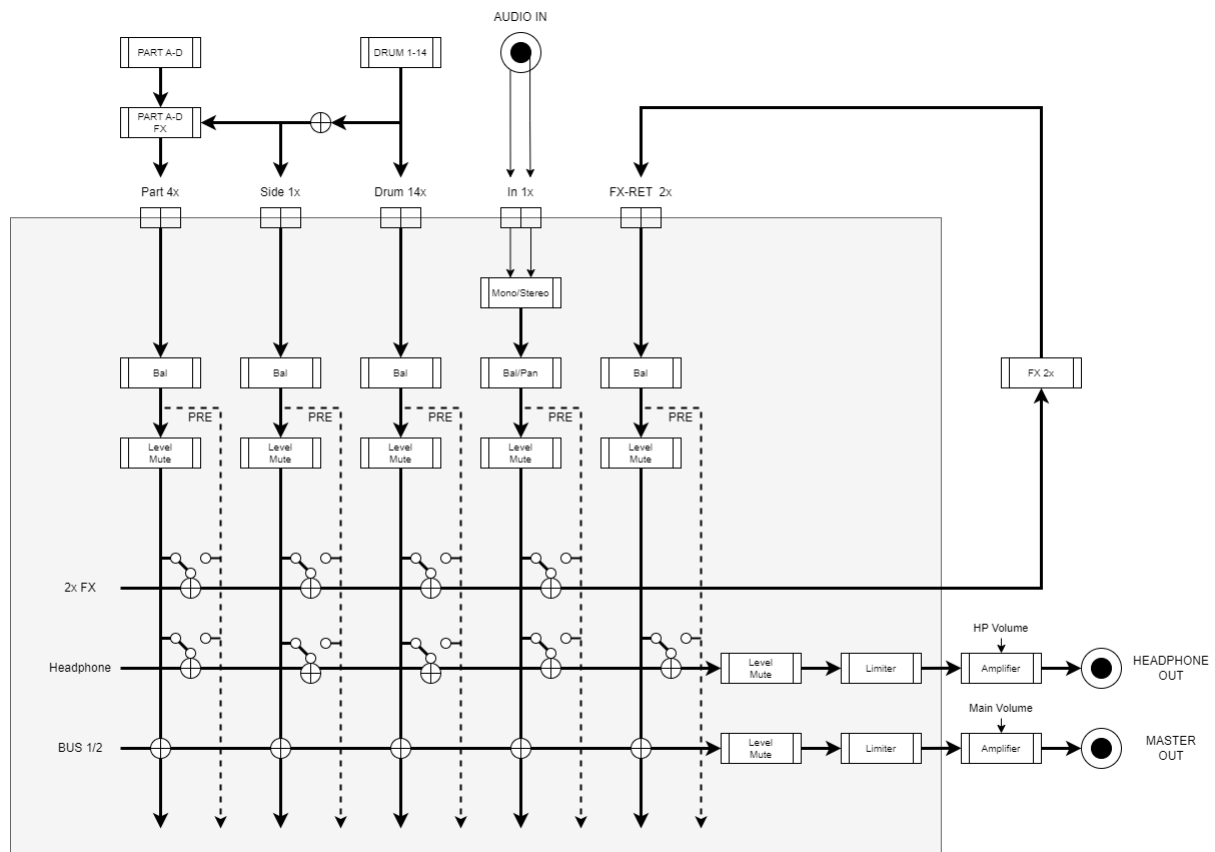 AUDIO IN
PART A-D
DRUM 1-14
PART A-D
FX
Part 4x
Side 1x
Drum 14x
In 1x
FX-RET 2x
Mono/Stereo
Bal
Bal
Bal
Bal/Pan
Bal
FX 2x
PRE
PRE
PRE
PRE
PRE
Level
Mute
Level
Mute
Level
Mute
Level
Mute
Level
Mute
2x FX
HP Volume
Headphone
Level
Mute
Limiter
Amplifier
HEADPHONE
OUT
Main Volume
BUS 1/2
Level
Mute
Limiter
Amplifier
MASTER
OUT